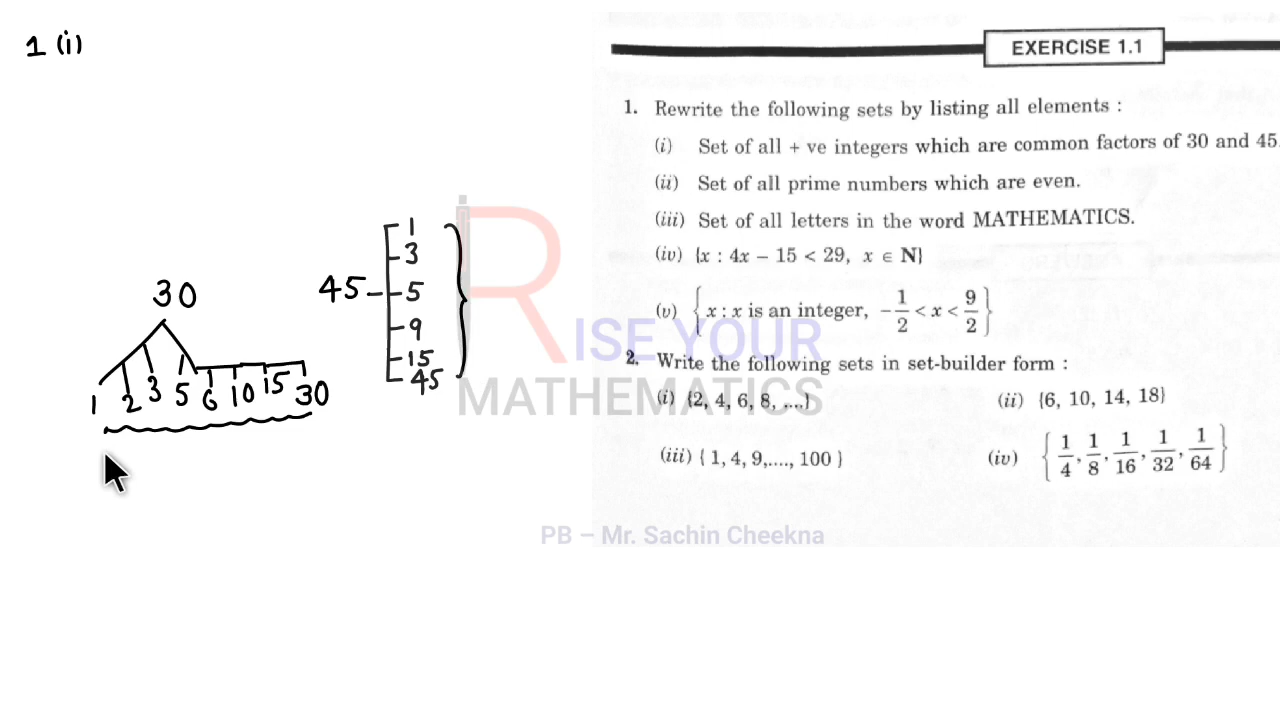 1 (i)
30
1 2 3 5 6 10 15 30
45
1
3
5
9
15
45
RISE YOUR
MATHEMATICS
PB – Mr. Sachin Cheekna
EXERCISE 1.1
1. Rewrite the following sets by listing all elements :
(i) Set of all + ve integers which are common factors of 30 and 45.
(ii) Set of all prime numbers which are even.
(iii) Set of all letters in the word MATHEMATICS.
(iv) {x : 4x – 15 < 29, x ∈ N}
(v) {x : x is an integer, –1/2 < x < 9/2}
2. Write the following sets in set-builder form :
(i) {2, 4, 6, 8, ....} (ii) {6, 10, 14, 18}
(iii) { 1, 4, 9,...., 100 } (iv) {1/4, 1/8, 1/16, 1/32, 1/64}